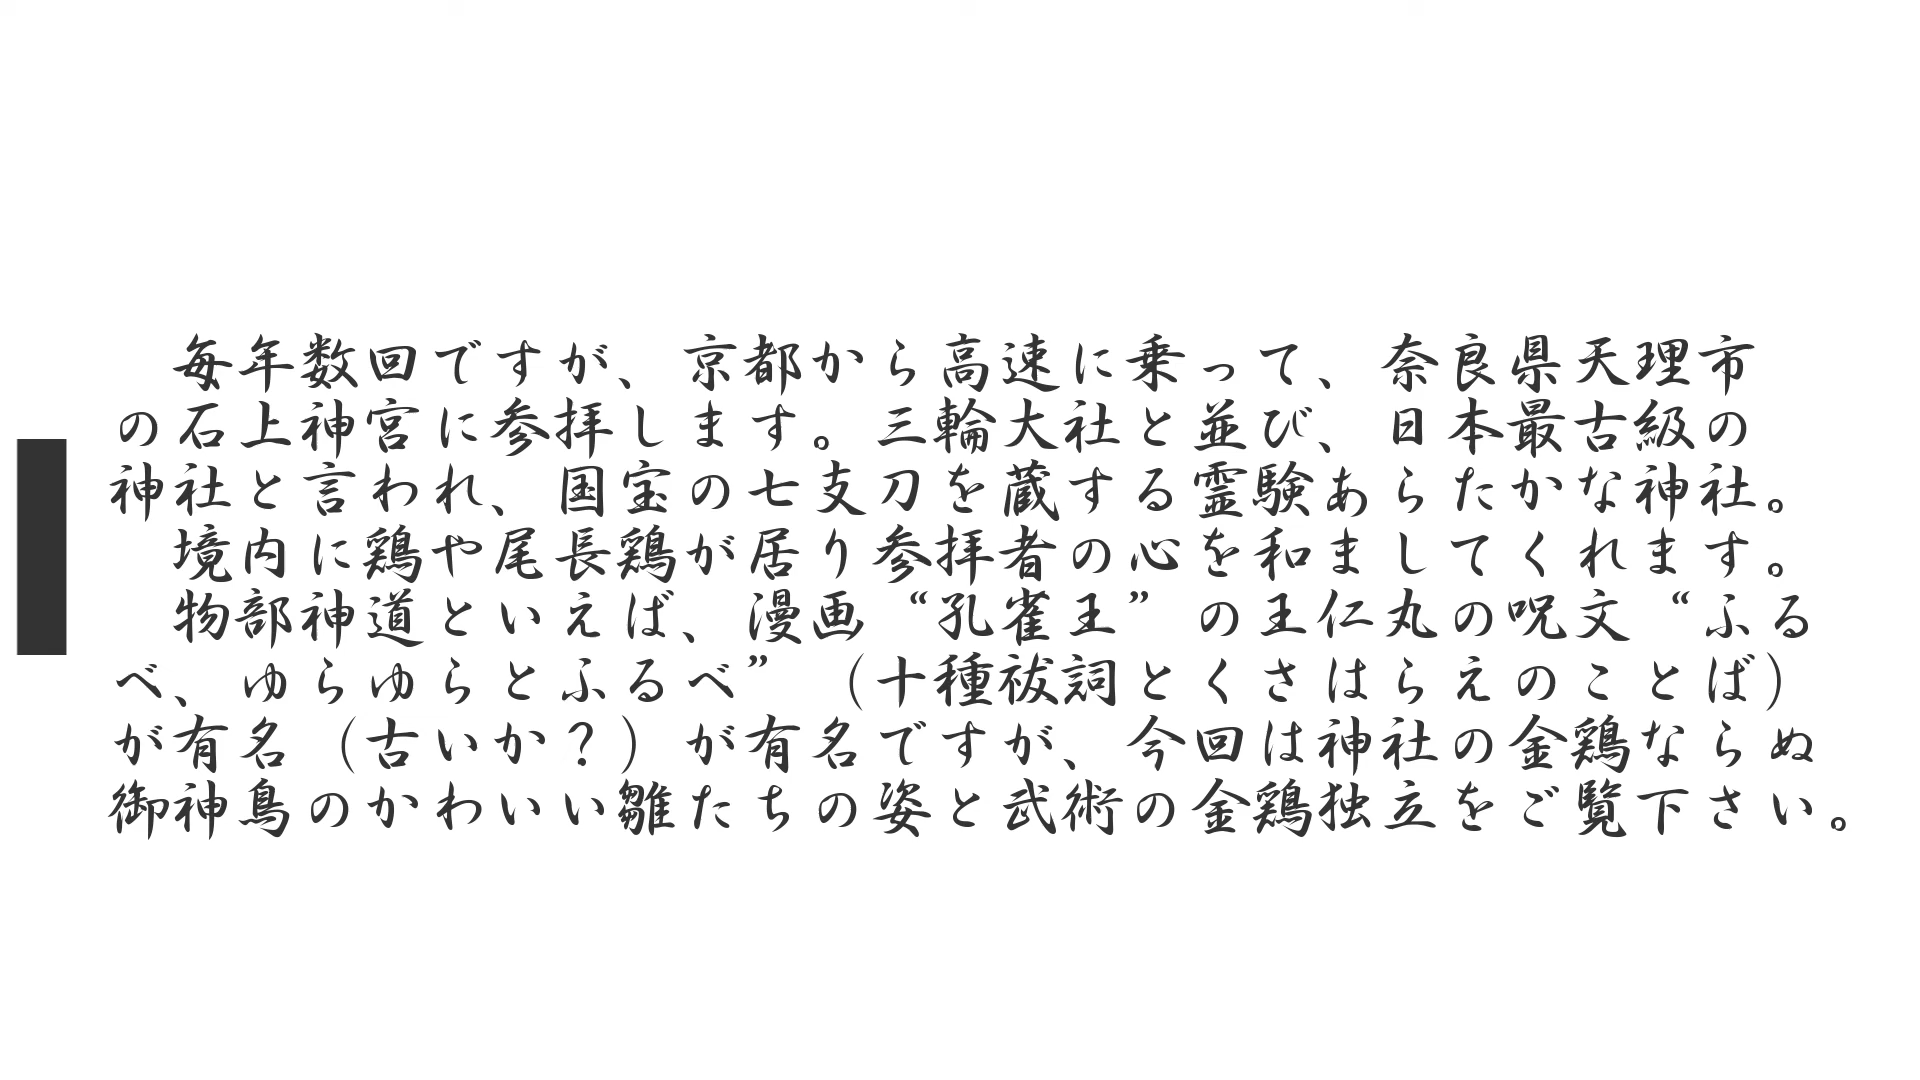 毎年数回ですが、京都から高速に乗って、奈良県天理市
の石上神宮に参拝します。三輪大社と並び、日本最古級の
神社と言われ、国宝の七支刀を蔵する霊験あらたかな神社。
境内に鶏や尾長鶏が居り参拝者の心を和ましてくれます。
物部神道といえば、漫画“孔雀王”の王仁丸の呪文“ふる
べ、ゆらゆらとふるべ”（十種祓詞とくさはらえのことば）
が有名（古いか？）が有名ですが、今回は神社の金鶏ならぬ
御神鳥のかわいい雛たちの姿と武術の金鶏独立をご覧下さい。